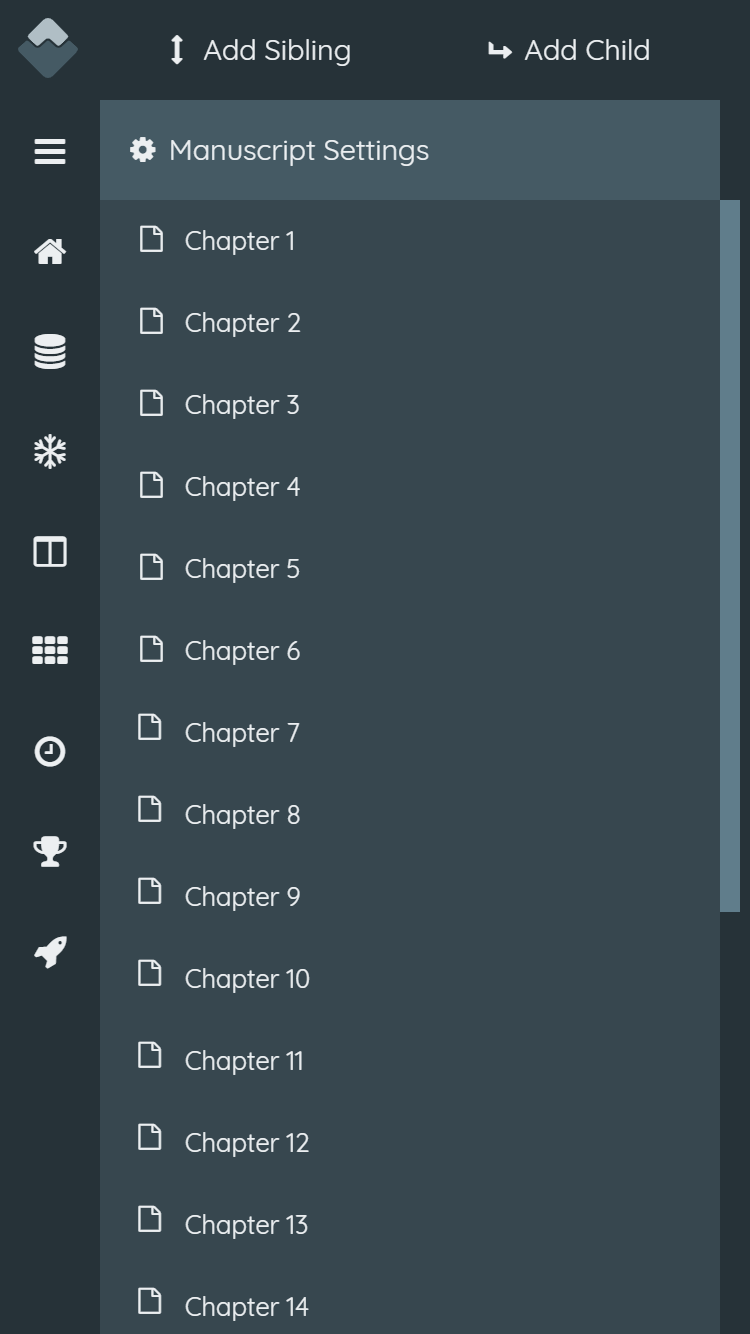 Add Sibling Add Child
Manuscript Settings
Chapter 1
Chapter 2
Chapter 3
Chapter 4
Chapter 5
Chapter 6
Chapter 7
Chapter 8
Chapter 9
Chapter 10
Chapter 11
Chapter 12
Chapter 13
Chapter 14